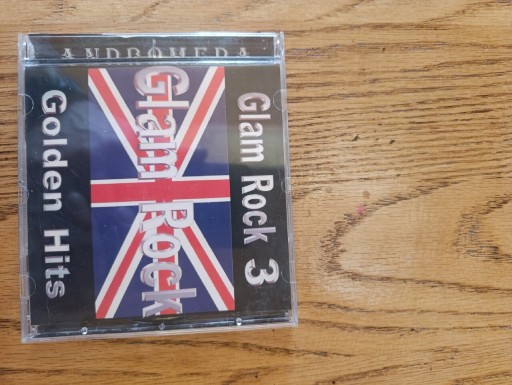 ANDROMEDA
Glam Rock 3
Glam Rock
Golden Hits